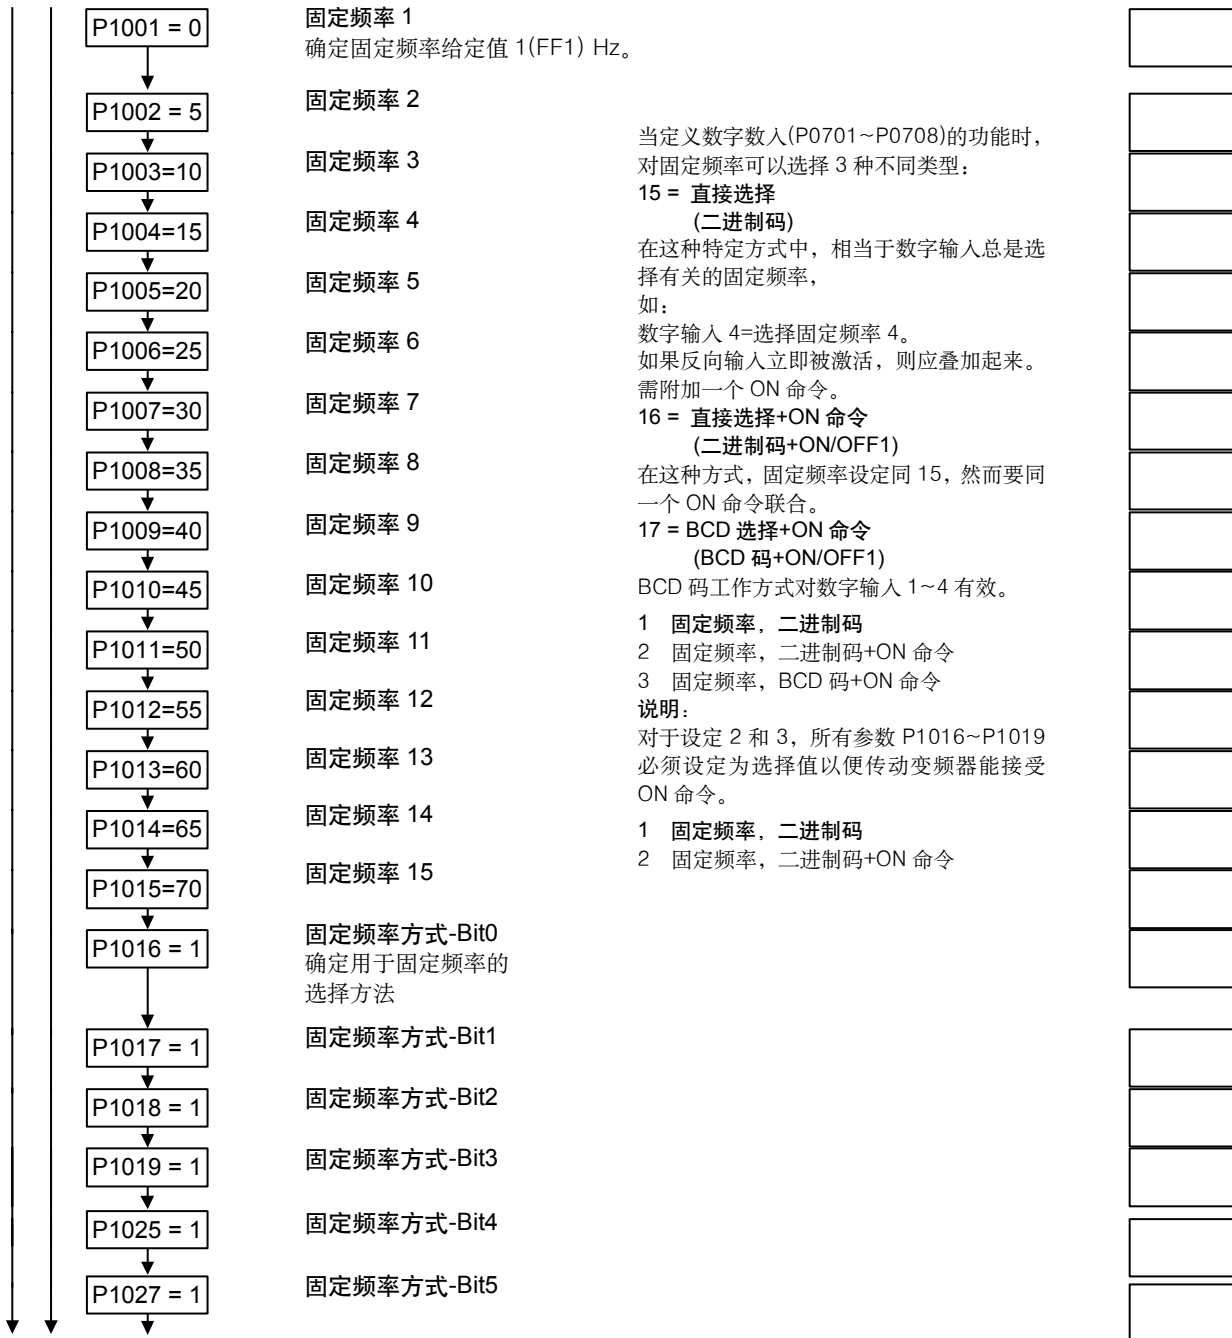 P1001 = 0
固定频率 1
确定固定频率给定值 1(FF1) Hz。
P1002 = 5
固定频率 2
P1003=10
固定频率 3
P1004=15
固定频率 4
P1005=20
固定频率 5
P1006=25
固定频率 6
P1007=30
固定频率 7
P1008=35
固定频率 8
P1009=40
固定频率 9
P1010=45
固定频率 10
P1011=50
固定频率 11
P1012=55
固定频率 12
P1013=60
固定频率 13
P1014=65
固定频率 14
P1015=70
固定频率 15
P1016 = 1
固定频率方式-Bit0
确定用于固定频率的
选择方法
P1017 = 1
固定频率方式-Bit1
P1018 = 1
固定频率方式-Bit2
P1019 = 1
固定频率方式-Bit3
P1025 = 1
固定频率方式-Bit4
P1027 = 1
固定频率方式-Bit5
当定义数字数入(P0701~P0708)的功能时，
对固定频率可以选择 3 种不同类型：
15 = 直接选择
(二进制码)
在这种特定方式中，相当于数字输入总是选
择有关的固定频率，
如：
数字输入 4=选择固定频率 4。
如果反向输入立即被激活，则应叠加起来。
需附加一个 ON 命令。
16 = 直接选择+ON 命令
(二进制码+ON/OFF1)
在这种方式，固定频率设定同 15，然而要同
一个 ON 命令联合。
17 = BCD 选择+ON 命令
(BCD 码+ON/OFF1)
BCD 码工作方式对数字输入 1~4 有效。
1 固定频率，二进制码
2 固定频率，二进制码+ON 命令
3 固定频率，BCD 码+ON 命令
说明：
对于设定 2 和 3，所有参数 P1016~P1019
必须设定为选择值以便传动变频器能接受
ON 命令。
1 固定频率，二进制码
2 固定频率，二进制码+ON 命令